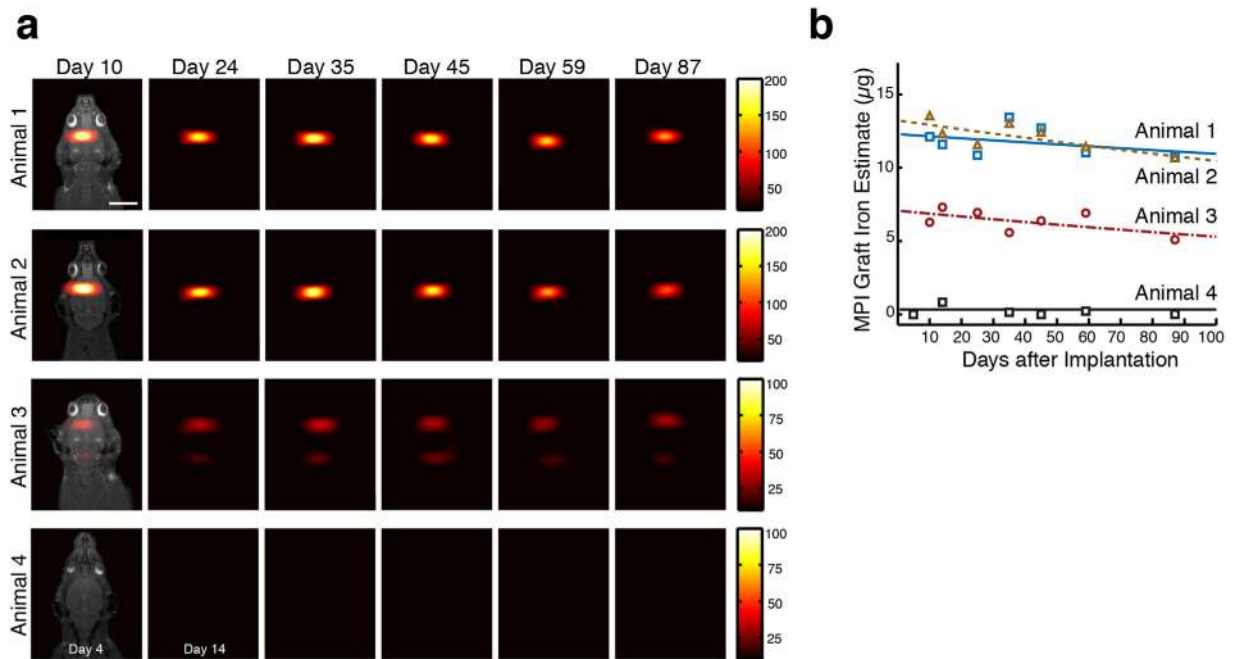 a
b
Day 10 Day 24 Day 35 Day 45 Day 59 Day 87
Animal 1
200
150
100
50
Animal 2
200
150
100
50
Animal 3
100
75
50
25
Animal 4
Day 4
Day 14
100
75
50
25
MPI Graft Iron Estimate (µg)
15
10
5
0
Animal 1
Animal 2
Animal 3
Animal 4
10 20 30 40 50 60 70 80 90 100
Days after Implantation